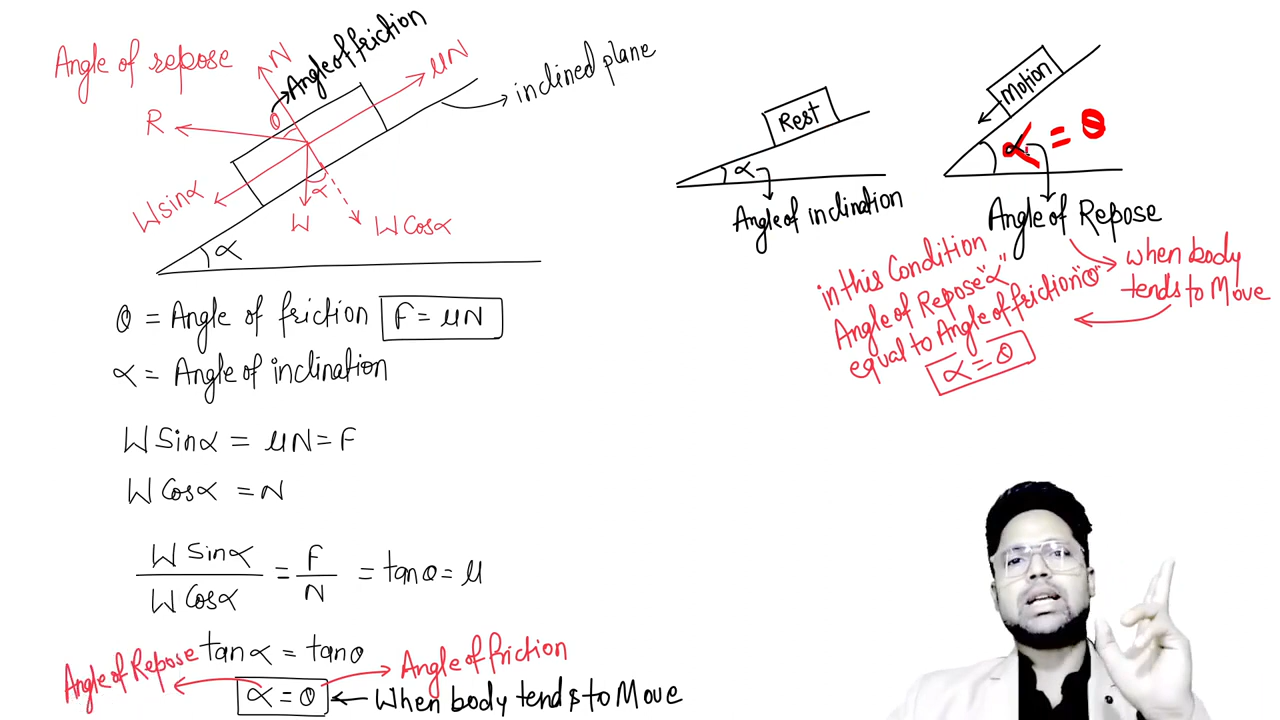 Angle of repose
N
Angle of friction
μN
inclined plane
θ
R
W sinα
α
W
W Cosα
α
θ = Angle of friction F = μN
α = Angle of inclination
W Sinα = μN = F
W Cosα = N
W Sinα / W Cosα = F / N = tanθ = μ
Angle of Repose tanα = tanθ Angle of friction
α = θ ← When body tends to Move
Rest
α
Angle of inclination
Motion
α = θ
Angle of Repose
when body
tends to Move
in this Condition
Angle of Repose "α"
equal to Angle of friction "θ"
α = θ